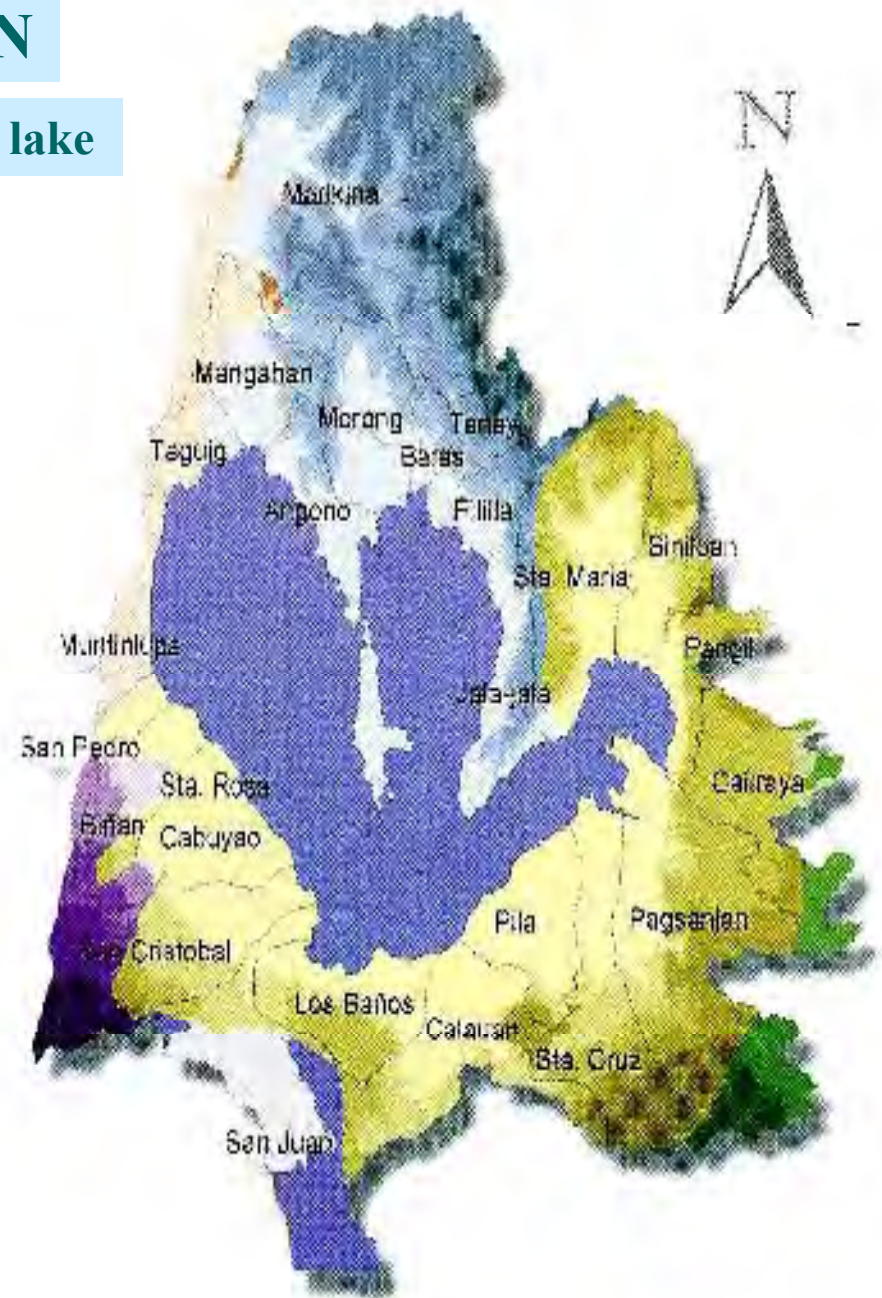 N
lake
N
Marikina
Mangahan
Morong
Tanay
Taguig
Baras
Angono
Pililla
Siniloan
Sta. Maria
Muntinlupa
Pangil
Jala-jala
San Pedro
Sta. Rosa
Caliraya
Biñan
Cabuyao
Pila
Pagsanjan
San Cristobal
Los Baños
Calauan
Sta. Cruz
San Juan